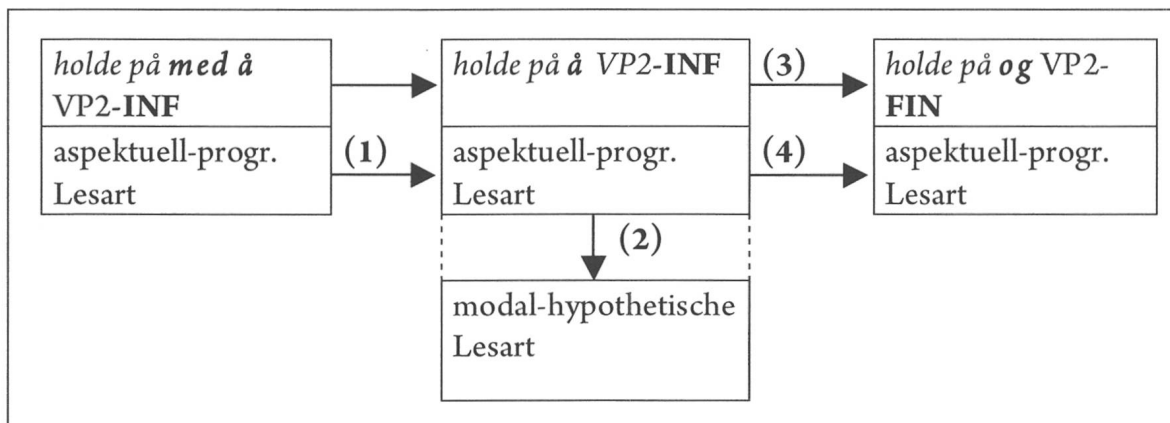 holde på med å
VP2-INF
aspektuell-progr.
Lesart
(1)
holde på å VP2-INF
aspektuell-progr.
Lesart
(2)
modal-hypothetische
Lesart
(3)
(4)
holde på og VP2-
FIN
aspektuell-progr.
Lesart